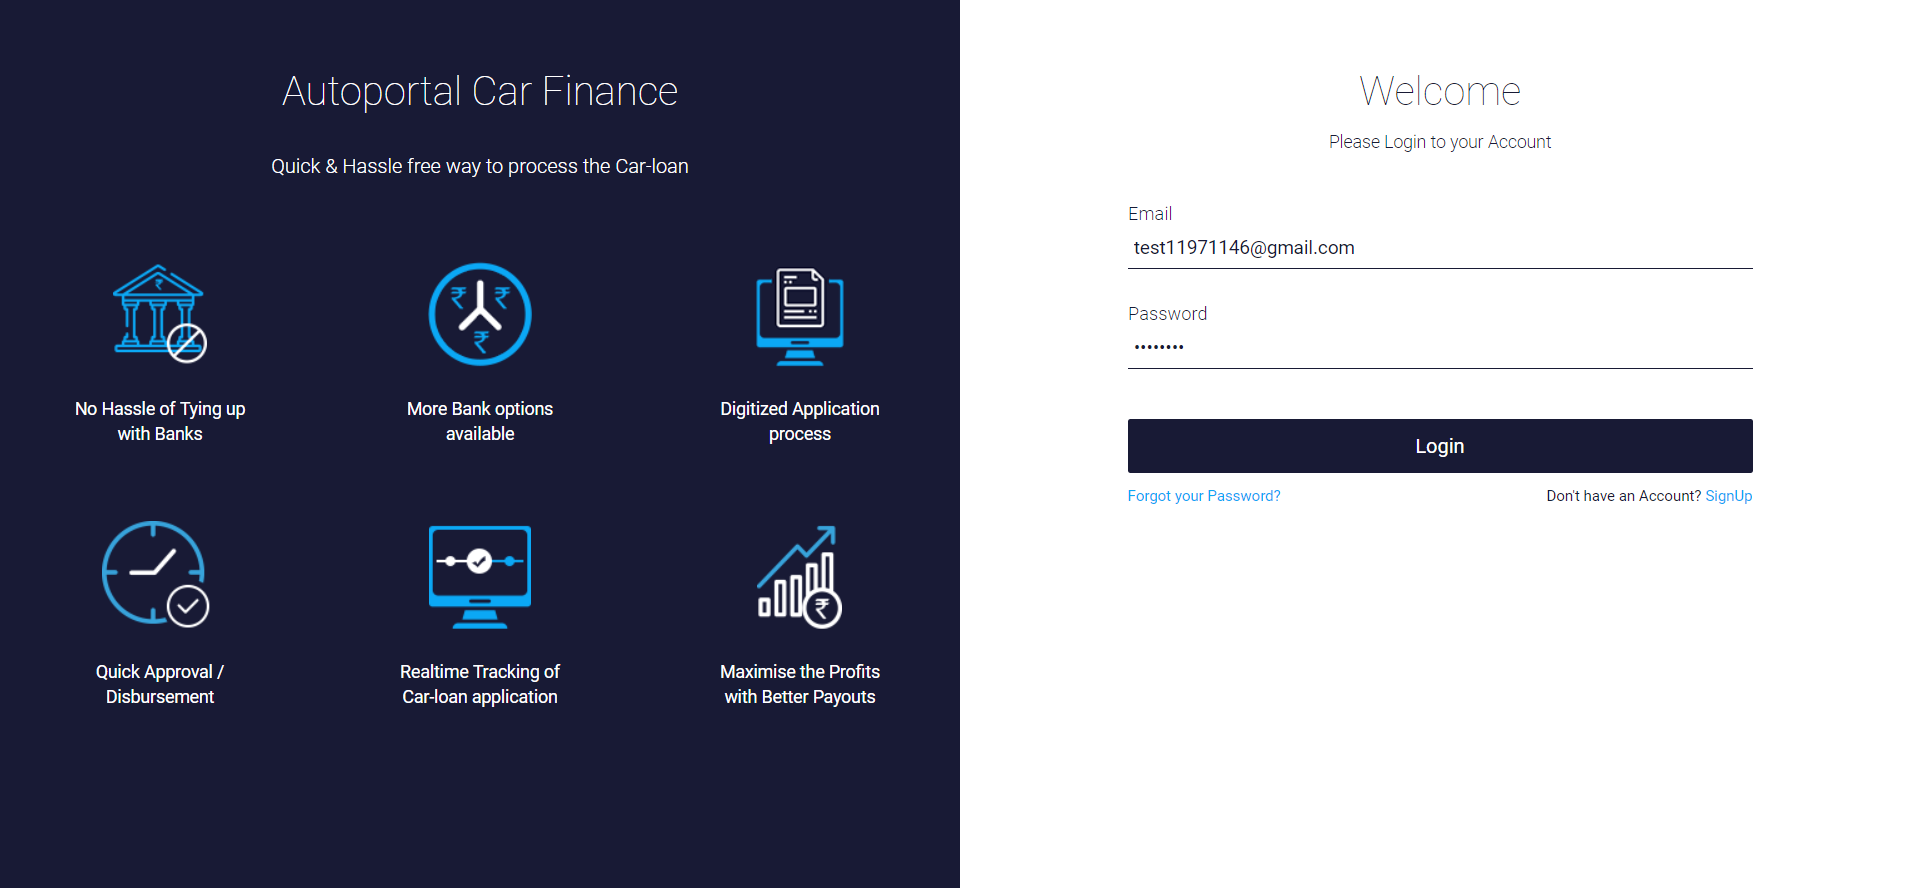 Autoportal Car Finance
Quick & Hassle free way to process the Car-loan
No Hassle of Tying up
with Banks
More Bank options
available
Digitized Application
process
Quick Approval /
Disbursement
Realtime Tracking of
Car-loan application
Maximise the Profits
with Better Payouts
Welcome
Please Login to your Account
Email
test11971146@gmail.com
Password
••••••••
Login
Forgot your Password?
Don't have an Account? SignUp